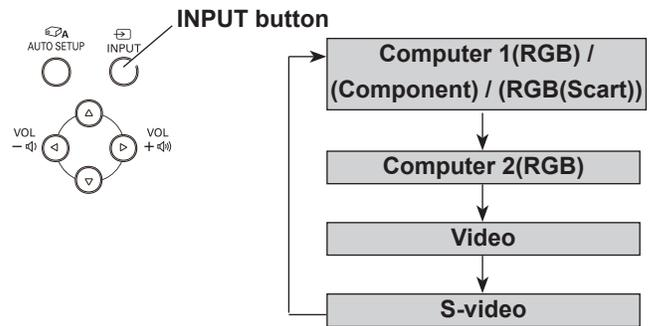 INPUT button
A
AUTO SETUP
INPUT
VOL
–
VOL
+
Computer 1(RGB) /
(Component) / (RGB(Scart))
Computer 2(RGB)
Video
S-video